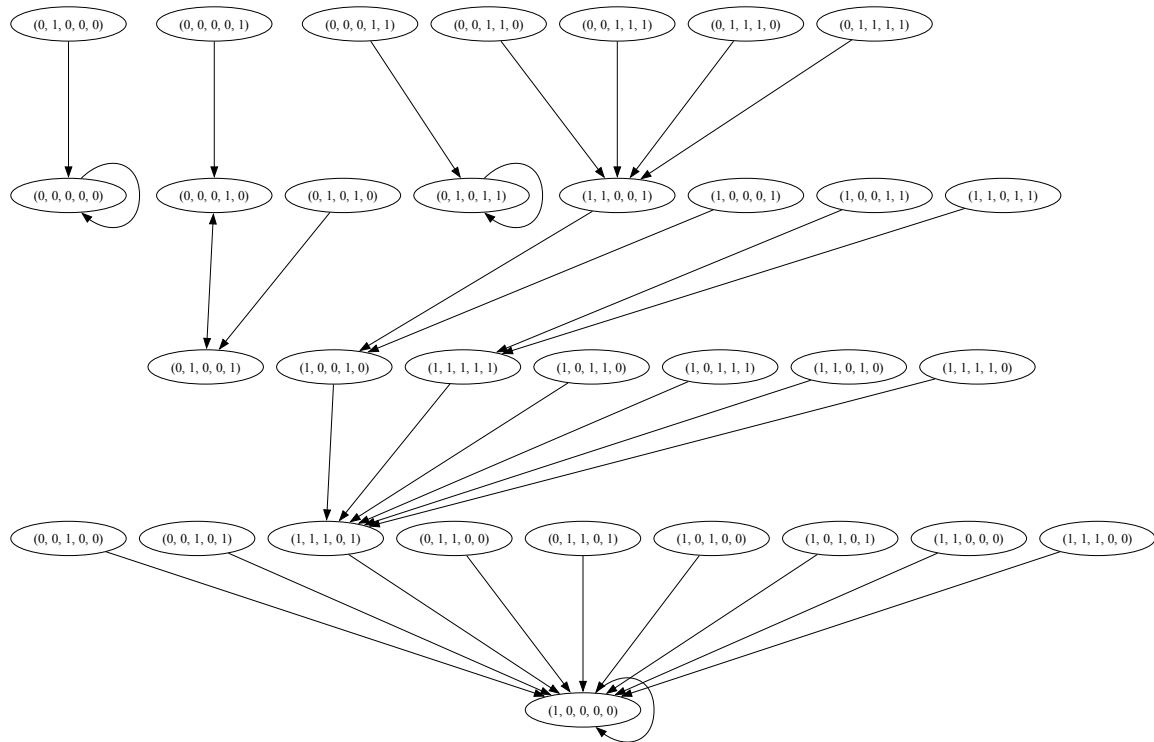 (0, 1, 0, 0, 0) (0, 0, 0, 0, 1) (0, 0, 0, 1, 1) (0, 0, 1, 1, 0) (0, 0, 1, 1, 1) (0, 1, 1, 1, 0) (0, 1, 1, 1, 1)
(0, 0, 0, 0, 0) (0, 0, 0, 1, 0) (0, 1, 0, 1, 0) (0, 1, 0, 1, 1) (1, 1, 0, 0, 1) (1, 0, 0, 0, 1) (1, 0, 0, 1, 1) (1, 1, 0, 1, 1)
(0, 1, 0, 0, 1) (1, 0, 0, 1, 0) (1, 1, 1, 1, 1) (1, 0, 1, 1, 0) (1, 0, 1, 1, 1) (1, 1, 0, 1, 0) (1, 1, 1, 1, 0)
(0, 0, 1, 0, 0) (0, 0, 1, 0, 1) (1, 1, 1, 0, 1) (0, 1, 1, 0, 0) (0, 1, 1, 0, 1) (1, 0, 1, 0, 0) (1, 0, 1, 0, 1) (1, 1, 0, 0, 0) (1, 1, 1, 0, 0)
(1, 0, 0, 0, 0)